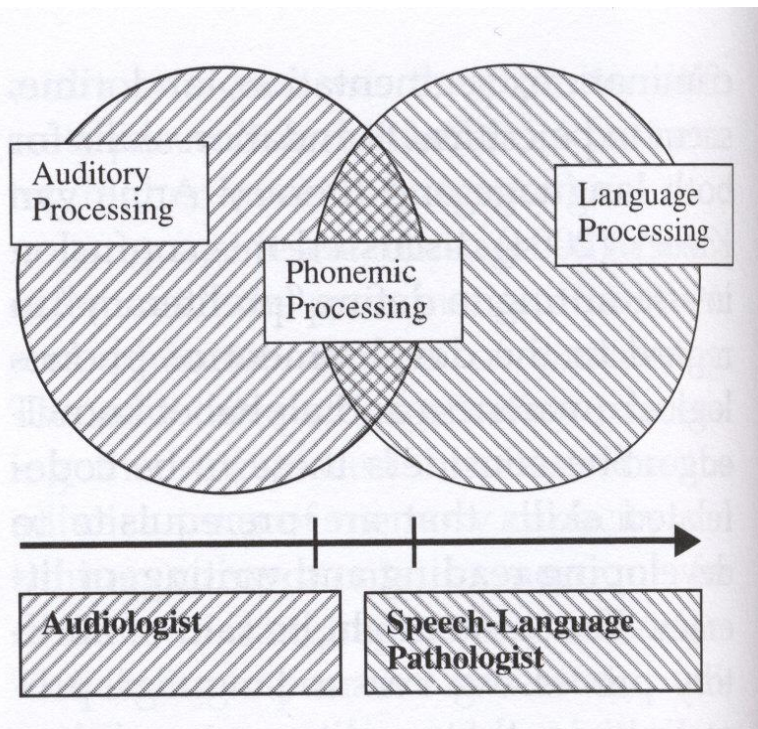 Auditory
Processing
Language
Processing
Phonemic
Processing
Audiologist
Speech-Language
Pathologist